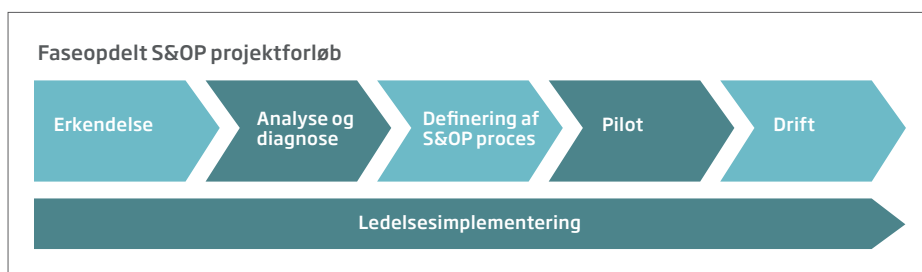 Faseopdelt S&OP projektforløb
Erkendelse
Analyse og
diagnose
Definering af
S&OP proces
Pilot
Drift
Ledelsesimplementering